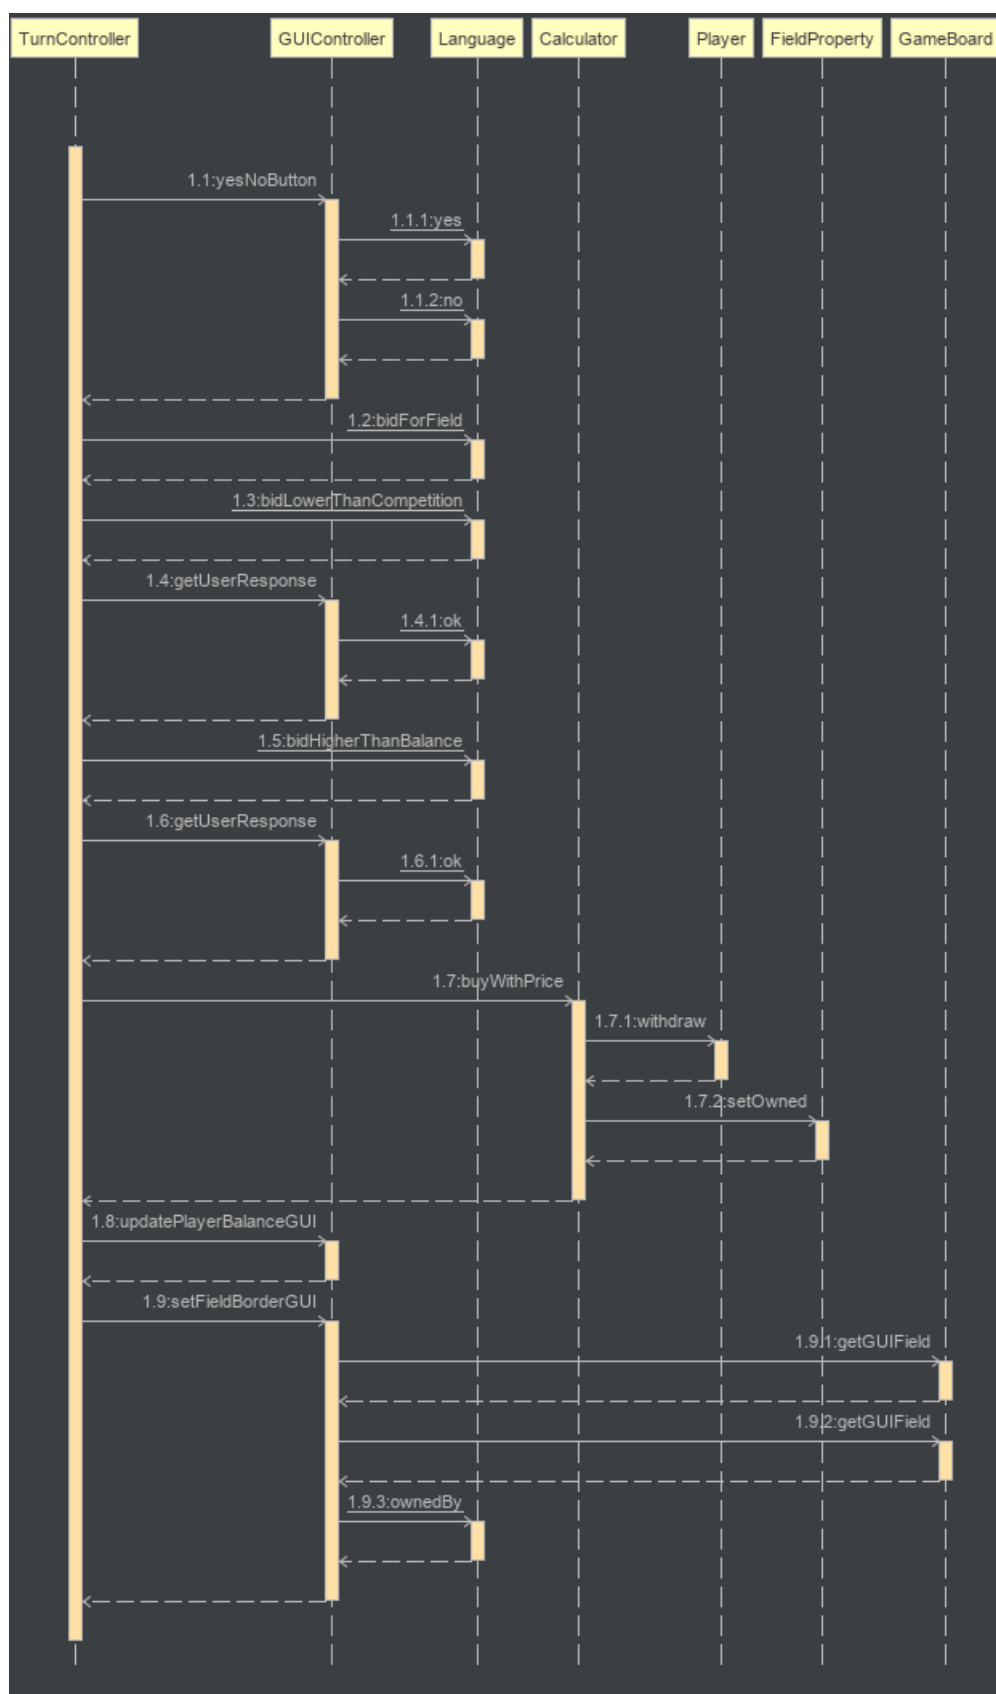 TurnController
GUIController
Language
Calculator
Player
FieldProperty
GameBoard
1.1:yesNoButton
1.1.1:yes
1.1.2:no
1.2:bidForField
1.3:bidLowerThanCompetition
1.4:getUserResponse
1.4.1:ok
1.5:bidHigherThanBalance
1.6:getUserResponse
1.6.1:ok
1.7:buyWithPrice
1.7.1:withdraw
1.7.2:setOwned
1.8:updatePlayerBalanceGUI
1.9:setFieldBorderGUI
1.9.1:getGUIField
1.9.2:getGUIField
1.9.3:ownedBy